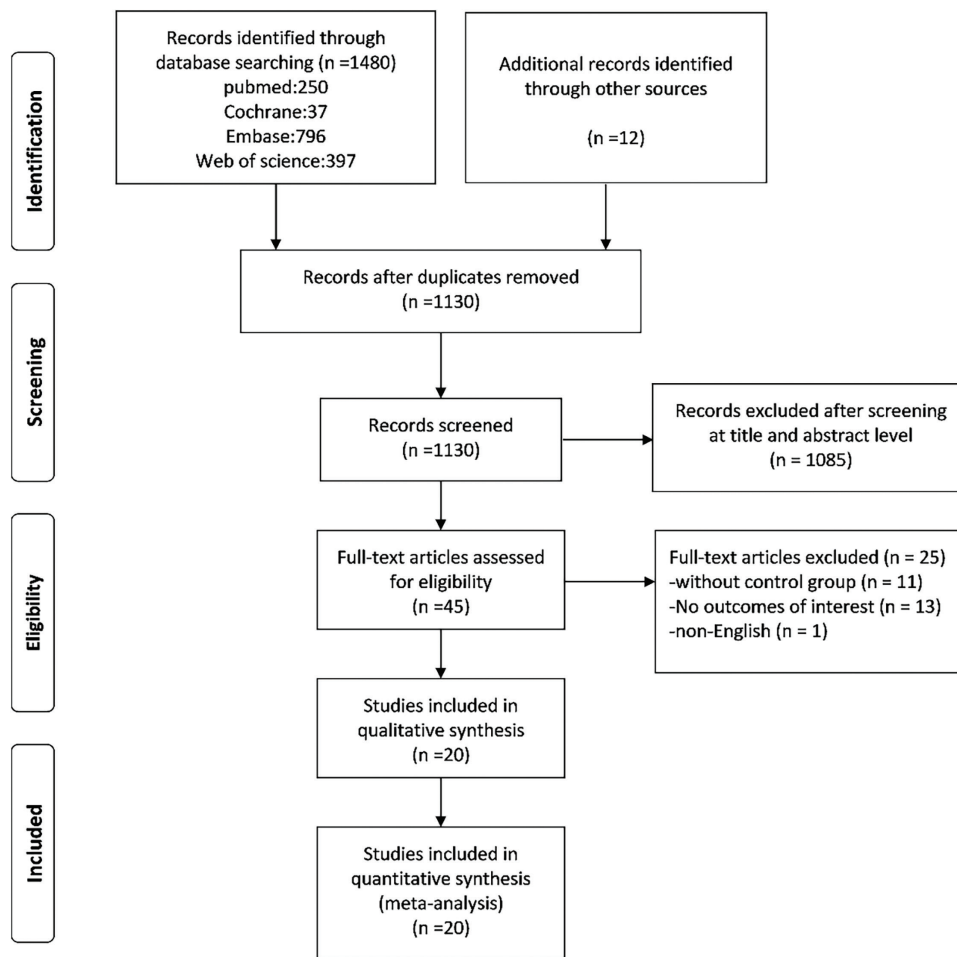 Identification
Records identified through
database searching (n =1480)
pubmed:250
Cochrane:37
Embase:796
Web of science:397
Additional records identified
through other sources
(n =12)
Records after duplicates removed
(n =1130)
Screening
Records screened
(n =1130)
Records excluded after screening
at title and abstract level
(n = 1085)
Eligibility
Full-text articles assessed
for eligibility
(n =45)
Full-text articles excluded (n = 25)
-without control group (n = 11)
-No outcomes of interest (n = 13)
-non-English (n = 1)
Studies included in
qualitative synthesis
(n =20)
Included
Studies included in
quantitative synthesis
(meta-analysis)
(n =20)